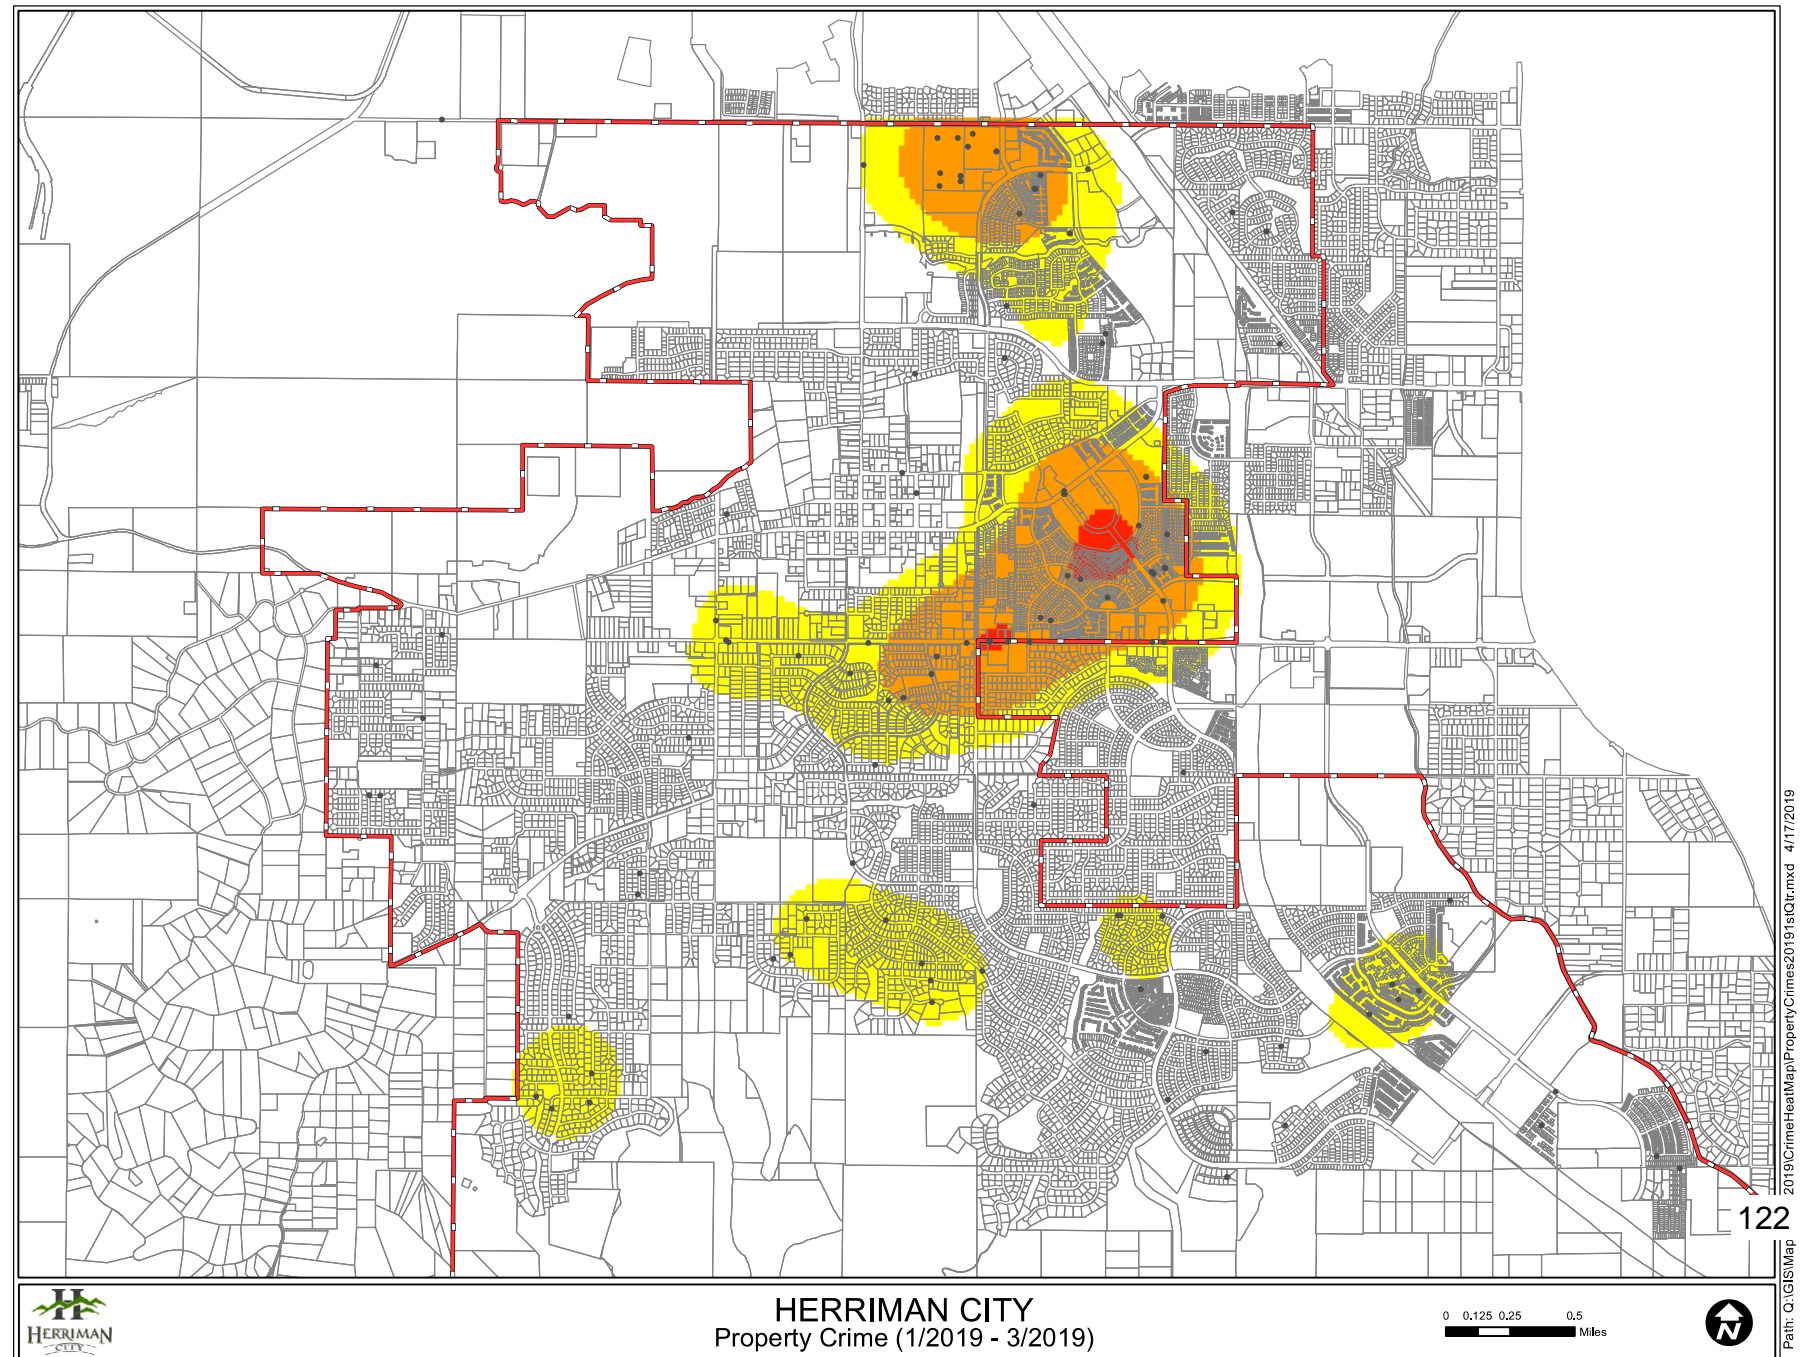 122
Path: Q:\GIS\Map 2019\CrimeHeatMap\PropertyCrimes20191stQtr.mxd 4/17/2019
HERRIMAN
CITY
HERRIMAN CITY
Property Crime (1/2019 - 3/2019)
0 0.125 0.25 0.5
Miles
N